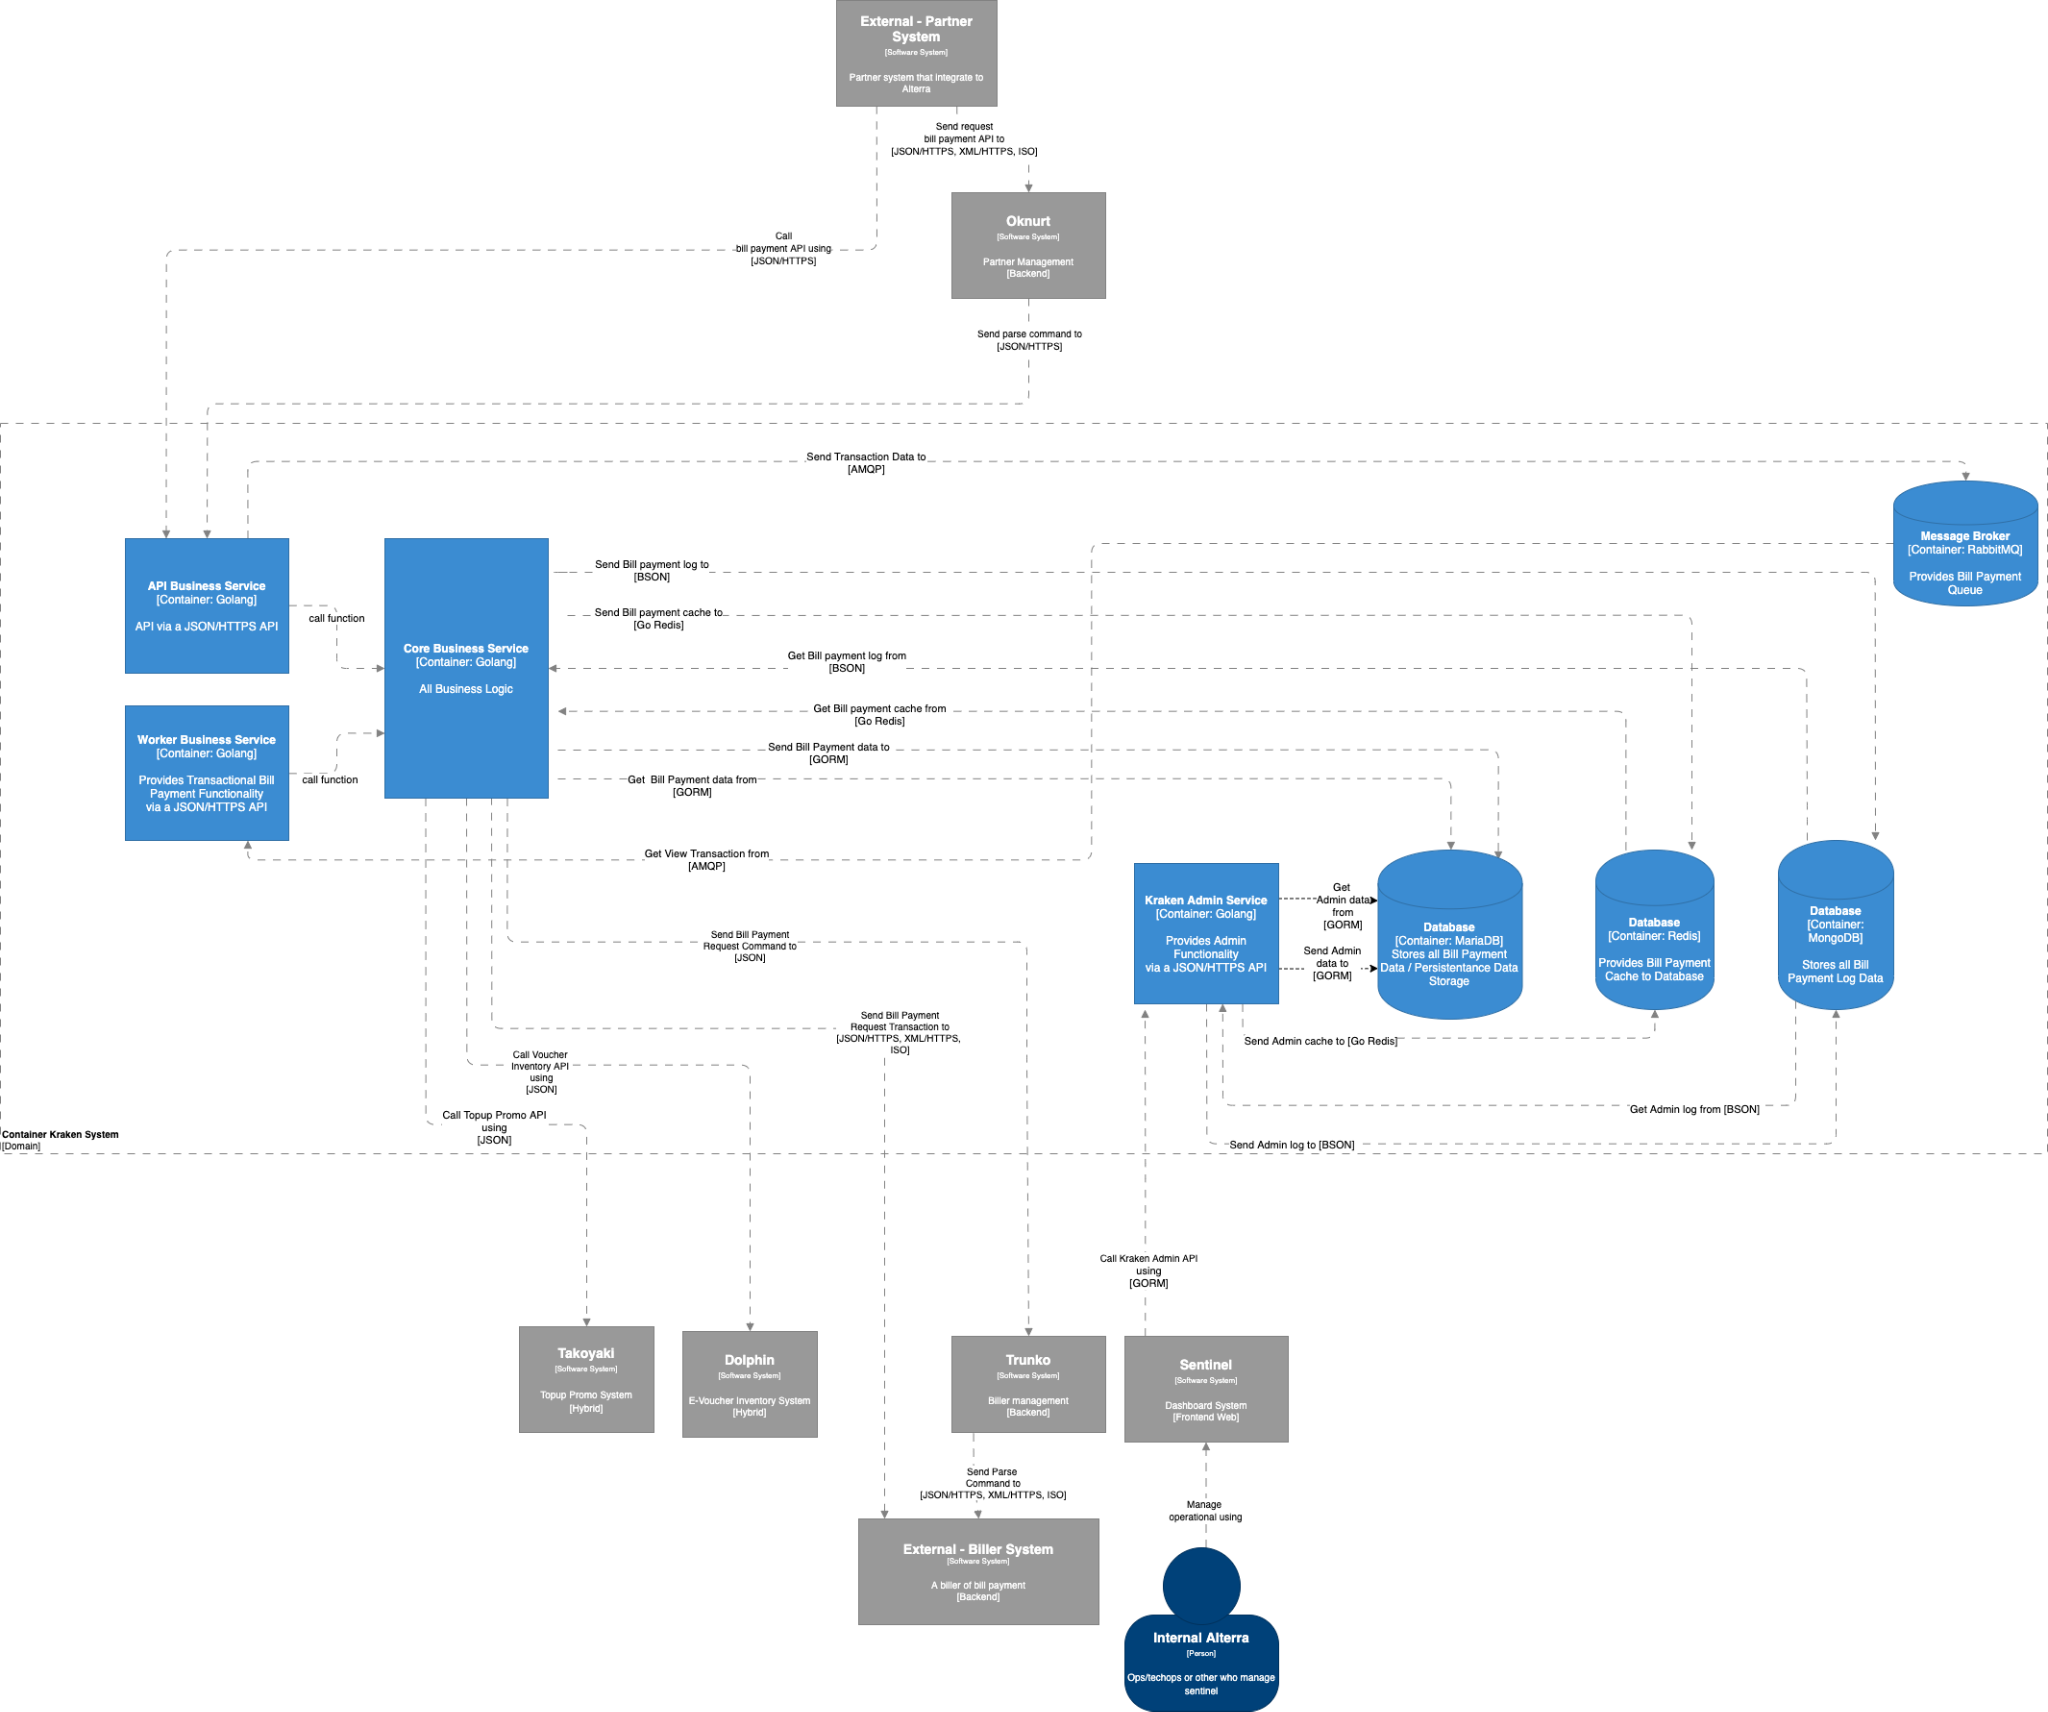 External - Partner
System
[Software System]
Partner system that integrate to
Alterra
Send request
bill payment API to
[JSON/HTTPS, XML/HTTPS, ISO]
Oknurt
[Software System]
Partner Management
[Backend]
Call
bill payment API using
[JSON/HTTPS]
Send parse command to
[JSON/HTTPS]
Send Transaction Data to
[AMQP]
Message Broker
[Container: RabbitMQ]
Provides Bill Payment
Queue
API Business Service
[Container: Golang]
API via a JSON/HTTPS API
call function
Core Business Service
[Container: Golang]
All Business Logic
Worker Business Service
[Container: Golang]
Provides Transactional Bill
Payment Functionality
via a JSON/HTTPS API
call function
Send Bill payment log to
[BSON]
Send Bill payment cache to
[Go Redis]
Get Bill payment log from
[BSON]
Get Bill payment cache from
[Go Redis]
Send Bill Payment data to
[GORM]
Get  Bill Payment data from
[GORM]
Get View Transaction from
[AMQP]
Kraken Admin Service
[Container: Golang]
Provides Admin
Functionality
via a JSON/HTTPS API
Get
Admin data
from
[GORM]
Send Admin
data to
[GORM]
Database
[Container: MariaDB]
Stores all Bill Payment
Data / Persistentance Data
Storage
Database
[Container: Redis]
Provides Bill Payment
Cache to Database
Database
[Container:
MongoDB]
Stores all Bill
Payment Log Data
Send Bill Payment
Request Command to
[JSON]
Send Bill Payment
Request Transaction to
[JSON/HTTPS, XML/HTTPS,
ISO]
Call Voucher
Inventory API
using
[JSON]
Call Topup Promo API
using
[JSON]
Send Admin cache to [Go Redis]
Get Admin log from [BSON]
Send Admin log to [BSON]
Container Kraken System
[Domain]
Call Kraken Admin API
using
[GORM]
Takoyaki
[Software System]
Topup Promo System
[Hybrid]
Dolphin
[Software System]
E-Voucher Inventory System
[Hybrid]
Trunko
[Software System]
Biller management
[Backend]
Sentinel
[Software System]
Dashboard System
[Frontend Web]
Send Parse
Command to
[JSON/HTTPS, XML/HTTPS, ISO]
Manage
operational using
External - Biller System
[Software System]
A biller of bill payment
[Backend]
Internal Alterra
[Person]
Ops/techops or other who manage
sentinel